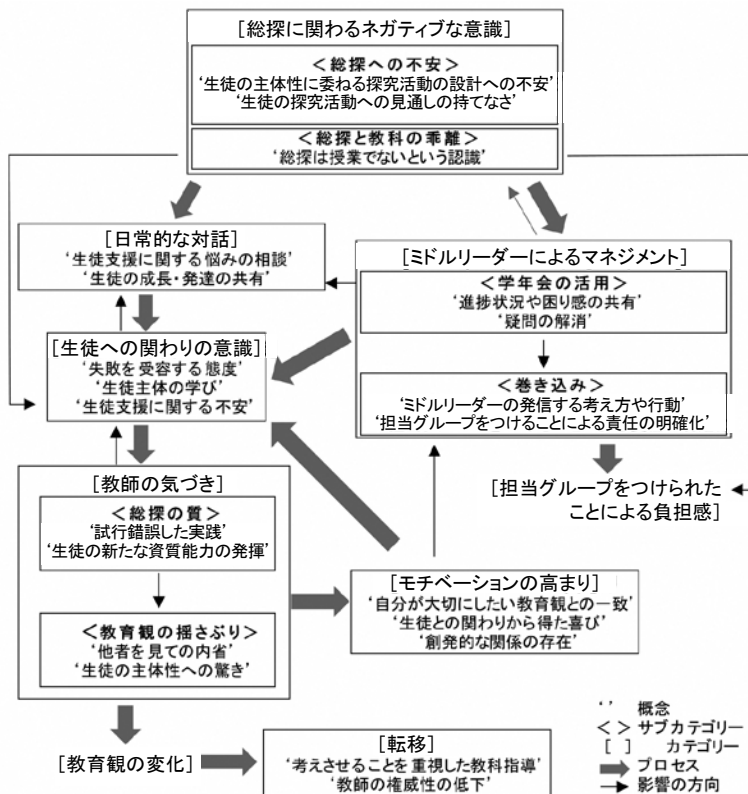 [総探に関わるネガティブな意識]
＜総探への不安＞
‘生徒の主体性に委ねる探究活動の設計への不安’
‘生徒の探究活動への見通しの持てなさ’
＜総探と教科の乖離＞
‘総探は授業でないという認識’
[日常的な対話]
‘生徒支援に関する悩みの相談’
‘生徒の成長・発達の共有’
[ミドルリーダーによるマネジメント]
＜学年会の活用＞
‘進捗状況や困り感の共有’
‘疑問の解消’
＜巻き込み＞
‘ミドルリーダーの発信する考え方や行動’
‘担当グループをつけることによる責任の明確化’
[生徒への関わりの意識]
‘失敗を受容する態度’
‘生徒主体の学び’
‘生徒支援に関する不安’
[教師の気づき]
＜総探の質＞
‘試行錯誤した実践’
‘生徒の新たな資質能力の発揮’
＜教育観の揺さぶり＞
‘他者を見ての内省’
‘生徒の主体性への驚き’
[担当グループをつけられた
ことによる負担感]
[モチベーションの高まり]
‘自分が大切にしたい教育観との一致’
‘生徒との関わりから得た喜び’
‘創発的な関係の存在’
[教育観の変化]
[転移]
‘考えさせることを重視した教科指導’
‘教師の権威性の低下’
‘ ’ 概念
＜ ＞ サブカテゴリー
[ ] カテゴリー
プロセス
影響の方向